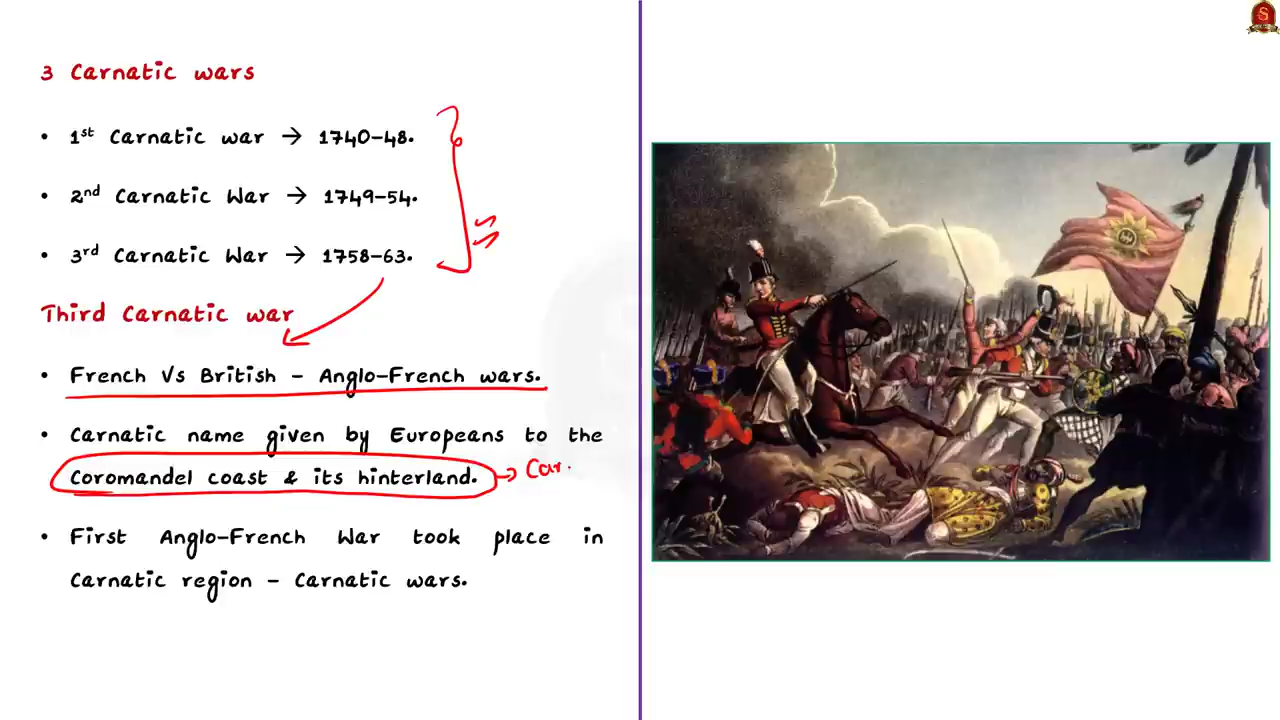 3 Carnatic wars
• 1st Carnatic war → 1740-48.
• 2nd Carnatic War → 1749-54.
• 3rd Carnatic War → 1758-63.
Third Carnatic war
• French Vs British - Anglo-French wars.
• Carnatic name given by Europeans to the
Coromandel coast & its hinterland. → Car.
• First Anglo-French War took place in
Carnatic region - Carnatic wars.